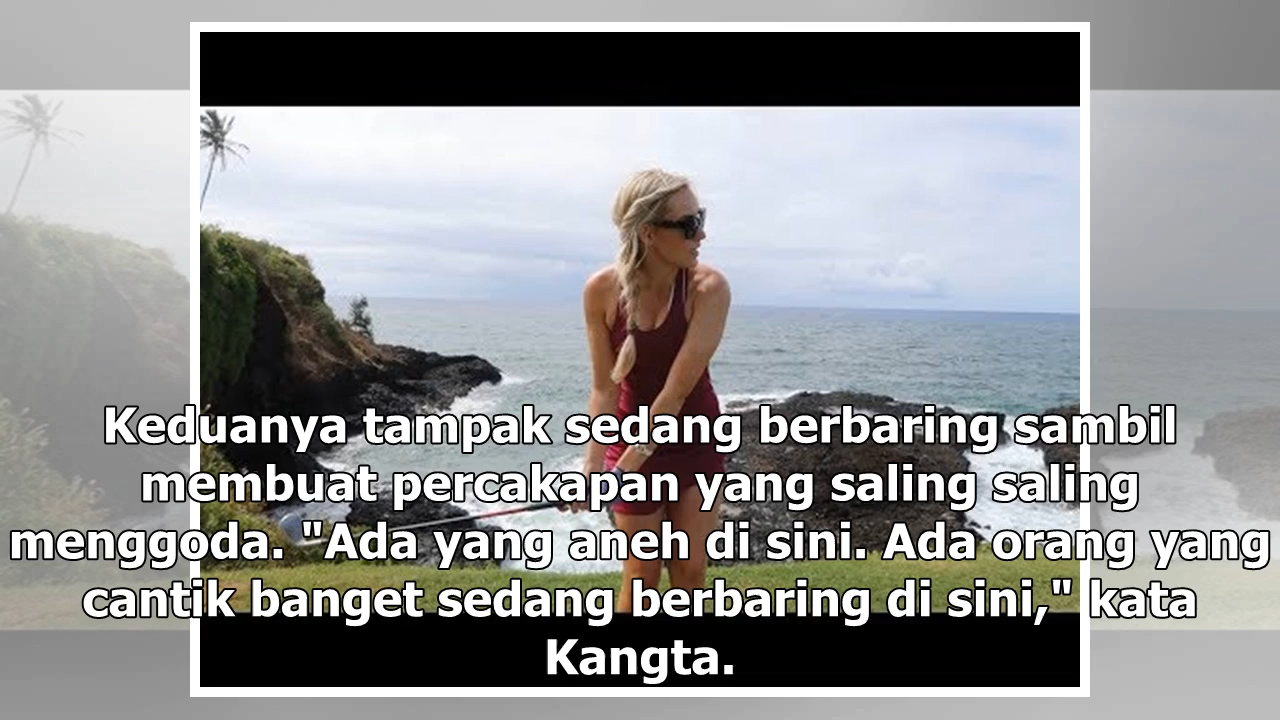 Keduanya tampak sedang berbaring sambil
membuat percakapan yang saling saling
menggoda. "Ada yang aneh di sini. Ada orang yang
cantik banget sedang berbaring di sini," kata
Kangta.